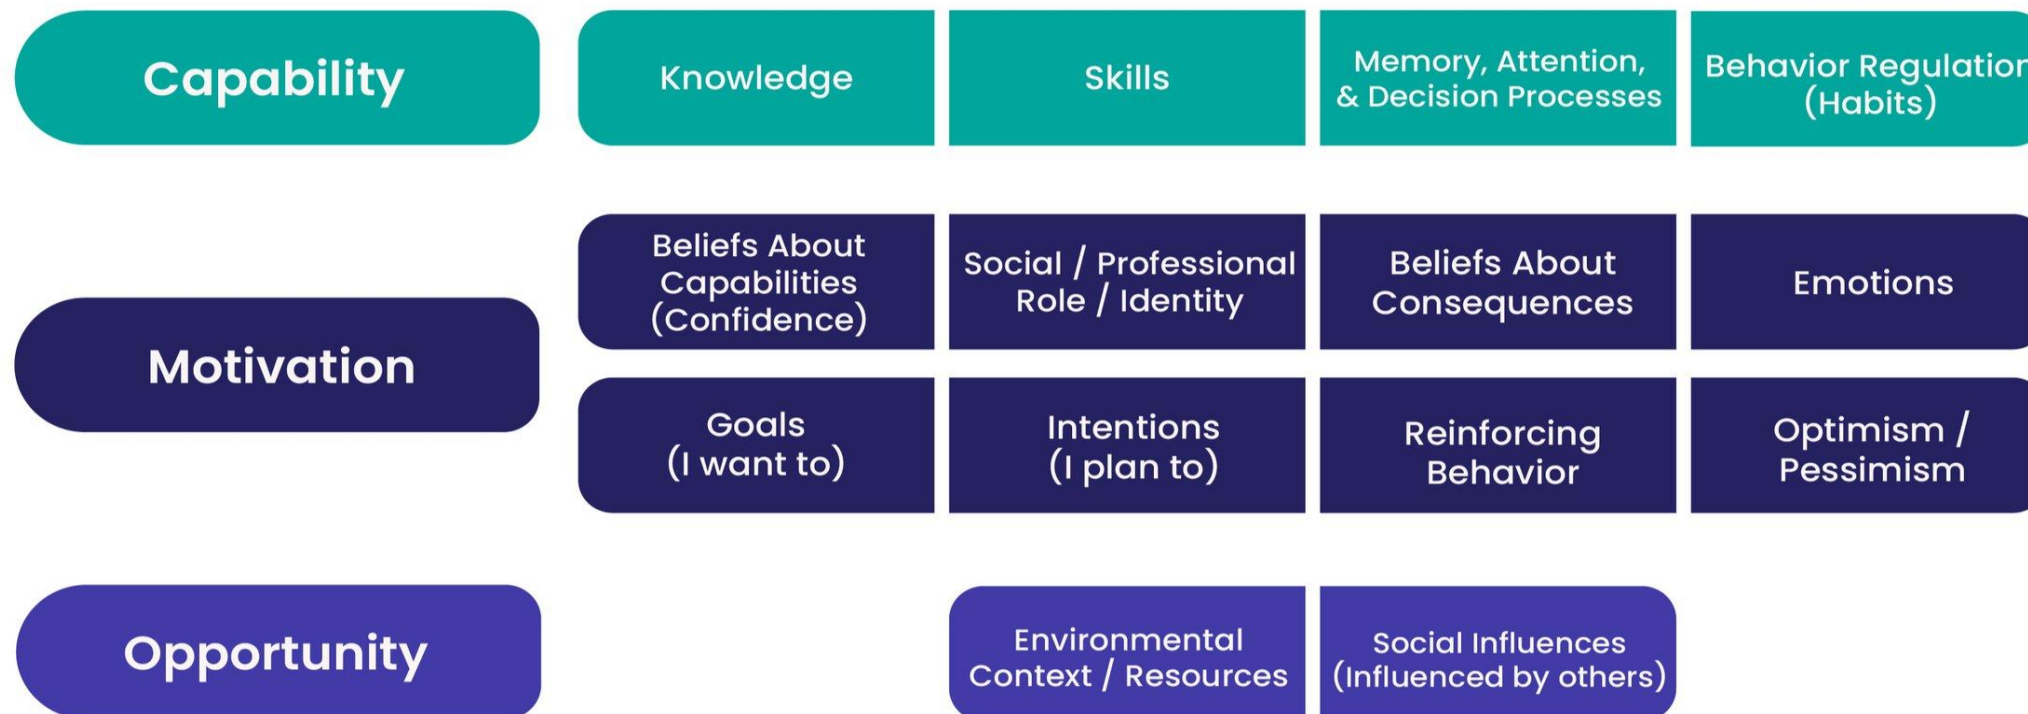 Capability
Knowledge
Skills
Memory, Attention,
& Decision Processes
Behavior Regulation
(Habits)
Motivation
Beliefs About
Capabilities
(Confidence)
Social / Professional
Role / Identity
Beliefs About
Consequences
Emotions
Goals
(I want to)
Intentions
(I plan to)
Reinforcing
Behavior
Optimism /
Pessimism
Opportunity
Environmental
Context / Resources
Social Influences
(Influenced by others)